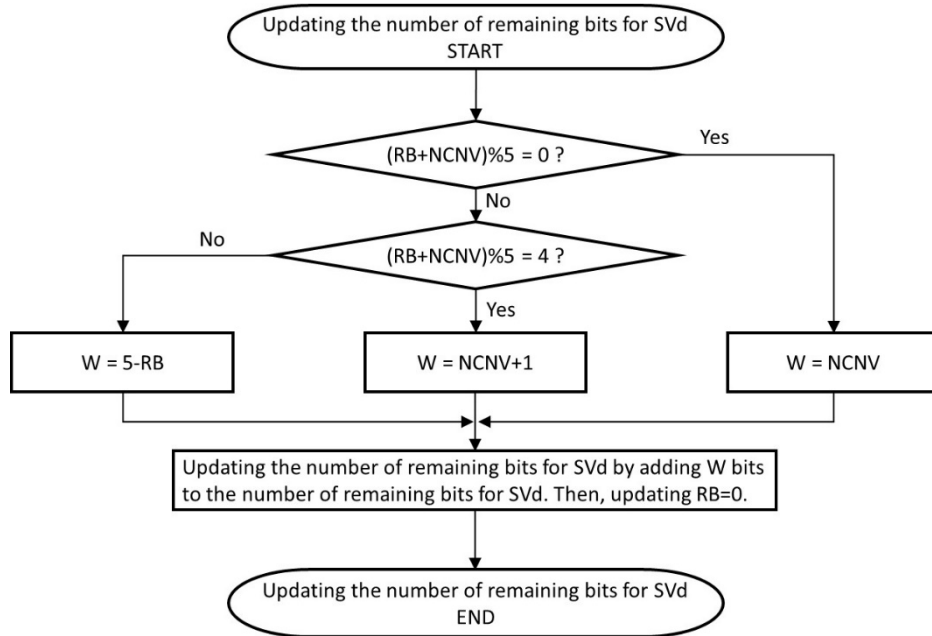 Updating the number of remaining bits for SVd
START
(RB+NCNV)%5 = 0 ?
Yes
No
(RB+NCNV)%5 = 4 ?
No
Yes
W = 5-RB
W = NCNV+1
W = NCNV
Updating the number of remaining bits for SVd by adding W bits
to the number of remaining bits for SVd. Then, updating RB=0.
Updating the number of remaining bits for SVd
END